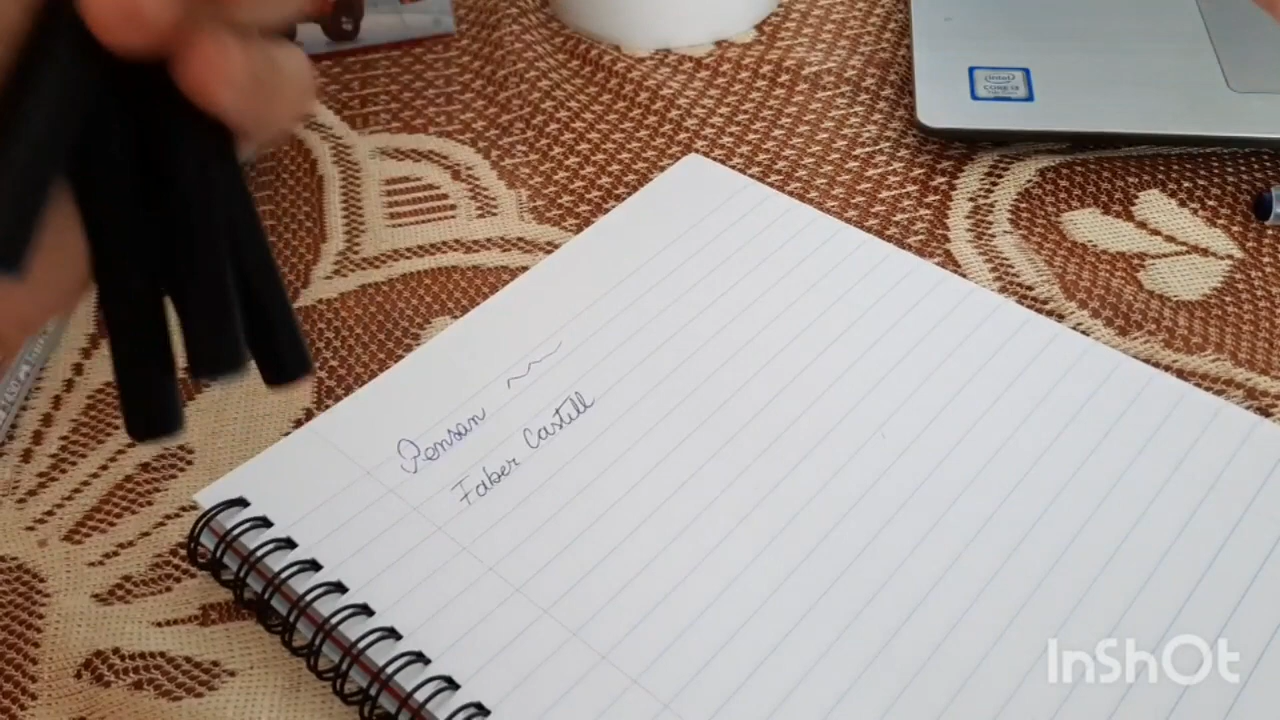 intel
CORE i3
Pensan
Faber Castell
InShOt